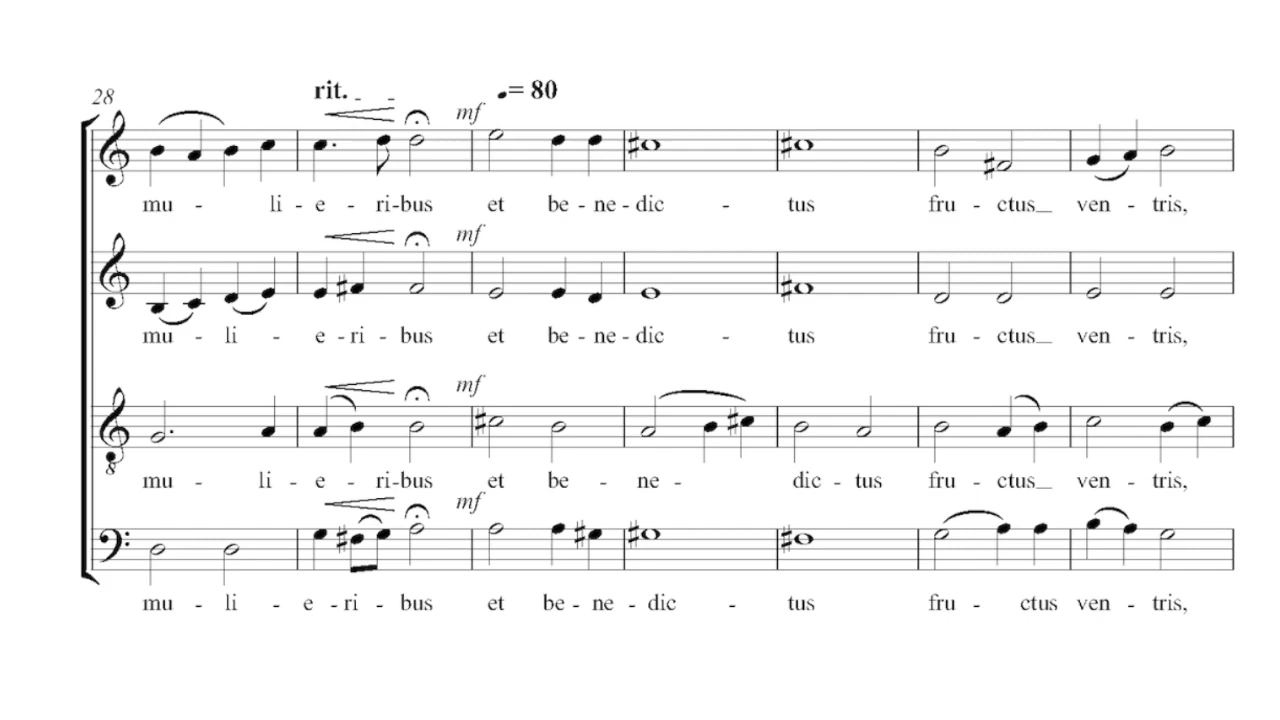 28
rit. _ _
mf
= 80
mu - li - e - ri-bus et be - ne - dic - tus fru - ctus_ ven - tris,
mf
mu - li - e - ri - bus et be - ne - dic - tus fru - ctus_ ven - tris,
mf
8
mu - li - e - ri-bus et be - ne - dic - tus fru - ctus_ ven - tris,
mf
mu - li - e - ri - bus et be - ne - dic - tus fru - ctus ven - tris,